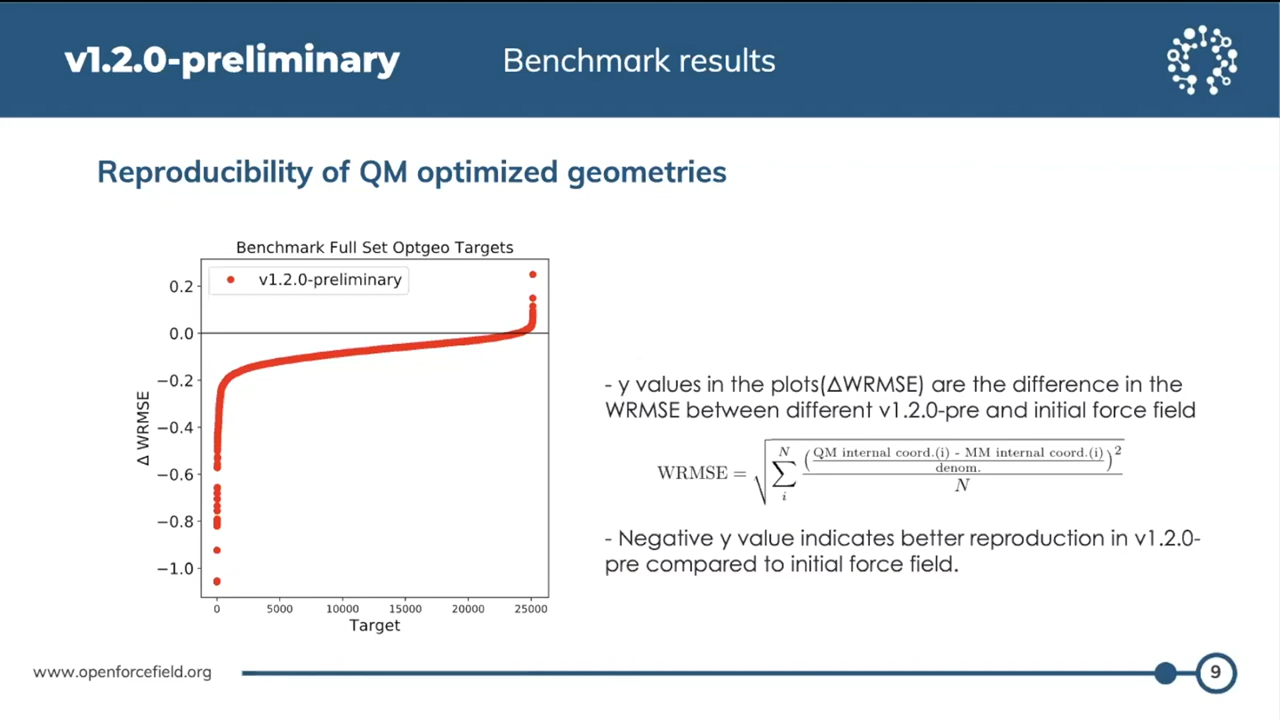 v1.2.0-preliminary
Benchmark results
Reproducibility of QM optimized geometries
Benchmark Full Set Optgeo Targets
v1.2.0-preliminary
0.2
0.0
−0.2
−0.4
−0.6
−0.8
−1.0
Δ WRMSE
0 5000 10000 15000 20000 25000
Target
- y values in the plots(ΔWRMSE) are the difference in the
WRMSE between different v1.2.0-pre and initial force field
WRMSE = √ ∑ i N (QM internal coord.(i) - MM internal coord.(i) / denom.)² / N
- Negative y value indicates better reproduction in v1.2.0-
pre compared to initial force field.
www.openforcefield.org
9